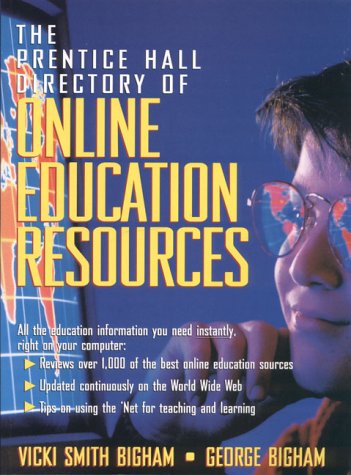 THE
PRENTICE HALL
DIRECTORY OF
ONLINE
EDUCATION
RESOURCES
All the education information you need instantly,
right on your computer:
Reviews over 1,000 of the best online education sources
Updated continuously on the World Wide Web
Tips on using the 'Net for teaching and learning
VICKI SMITH BIGHAM ▪ GEORGE BIGHAM